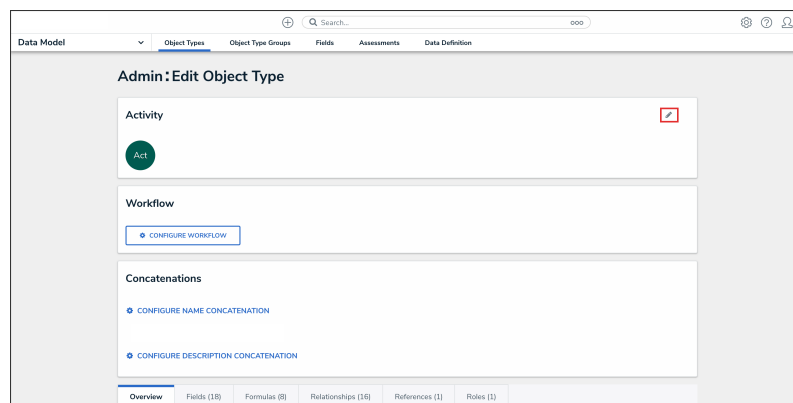 Search...
Data Model
Object Types
Object Type Groups
Fields
Assessments
Data Definition
Admin: Edit Object Type
Activity
Act
Workflow
CONFIGURE WORKFLOW
Concatenations
CONFIGURE NAME CONCATENATION
CONFIGURE DESCRIPTION CONCATENATION
Overview
Fields (18)
Formulas (8)
Relationships (16)
References (1)
Roles (1)